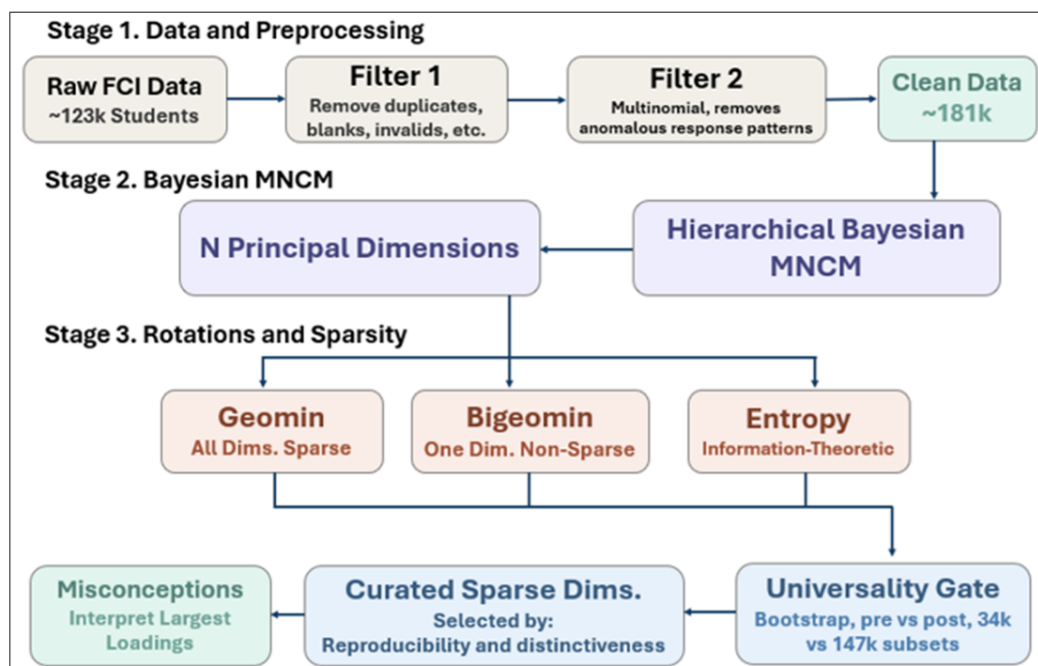 Stage 1. Data and Preprocessing
Raw FCI Data
~123k Students
Filter 1
Remove duplicates,
blanks, invalids, etc.
Filter 2
Multinomial, removes
anomalous response patterns
Clean Data
~181k
Stage 2. Bayesian MNCM
N Principal Dimensions
Hierarchical Bayesian
MNCM
Stage 3. Rotations and Sparsity
Geomin
All Dims. Sparse
Bigeomin
One Dim. Non-Sparse
Entropy
Information-Theoretic
Misconceptions
Interpret Largest
Loadings
Curated Sparse Dims.
Selected by:
Reproducibility and distinctiveness
Universality Gate
Bootstrap, pre vs post, 34k
vs 147k subsets